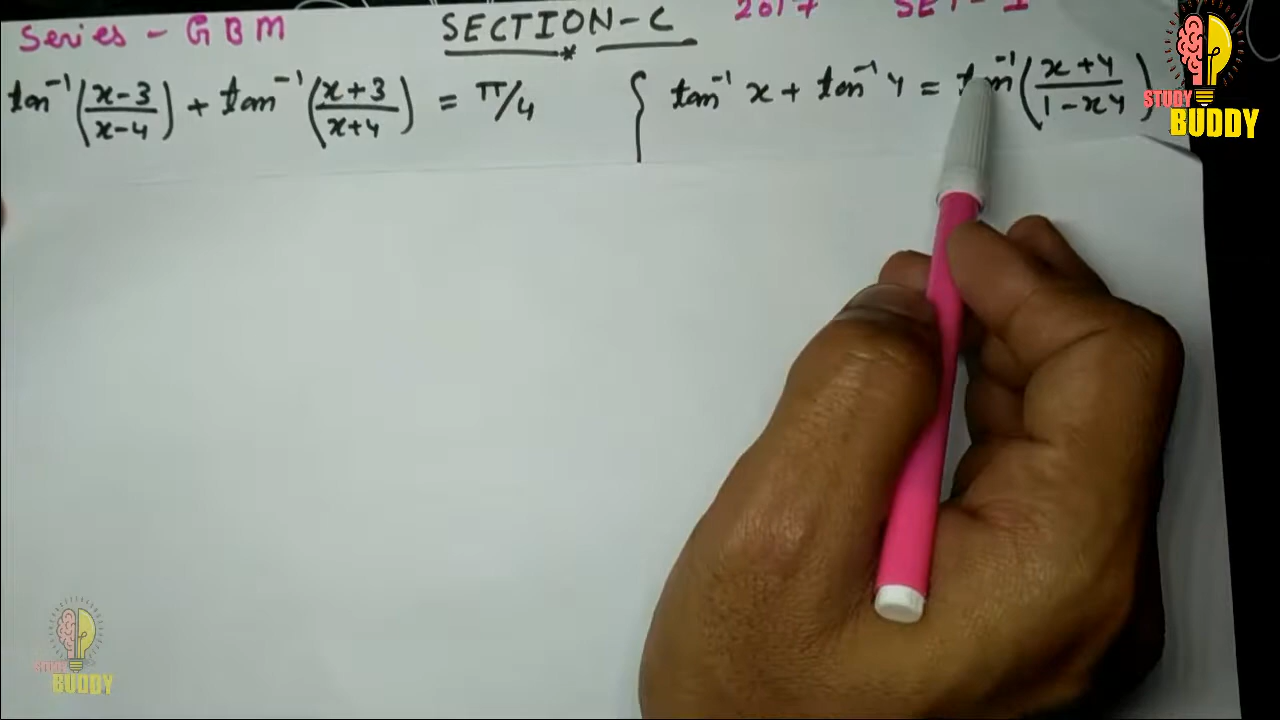 Series - GBM SECTION-C 2017 SET-I
tan⁻¹((x-3)/(x-4)) + tan⁻¹((x+3)/(x+4)) = π/4 { tan⁻¹ x + tan⁻¹ y = tan⁻¹((x+y)/(1-xy))
STUDY
BUDDY
STUDY
BUDDY